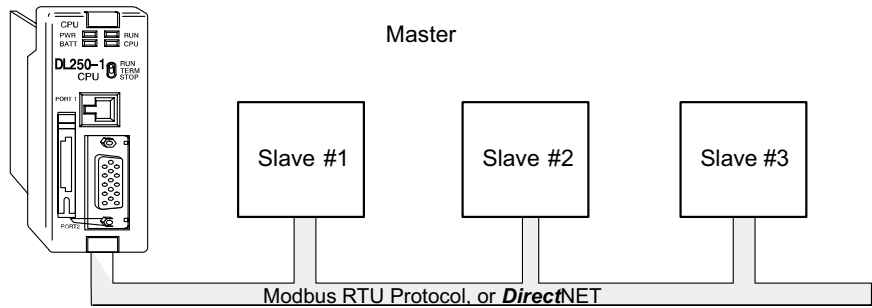 CPU
PWR RUN
BATT CPU
DL250-1 RUN
CPU TERM
STOP
PORT 1
PORT2
Master
Slave #1
Slave #2
Slave #3
Modbus RTU Protocol, or DirectNET